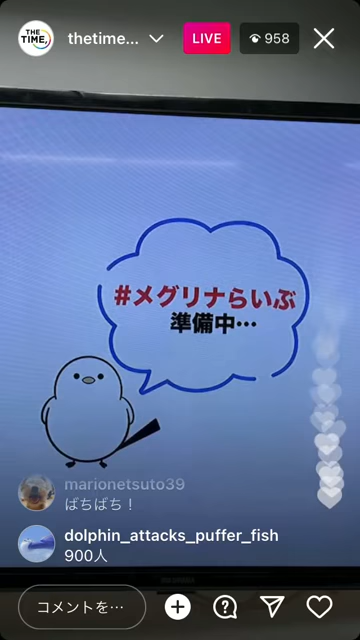 THE
TIME,
thetime...
LIVE
958
#メグリナらいぶ
準備中…
marionetsuto39
ぱちぱち！
dolphin_attacks_puffer_fish
900人
コメントを…